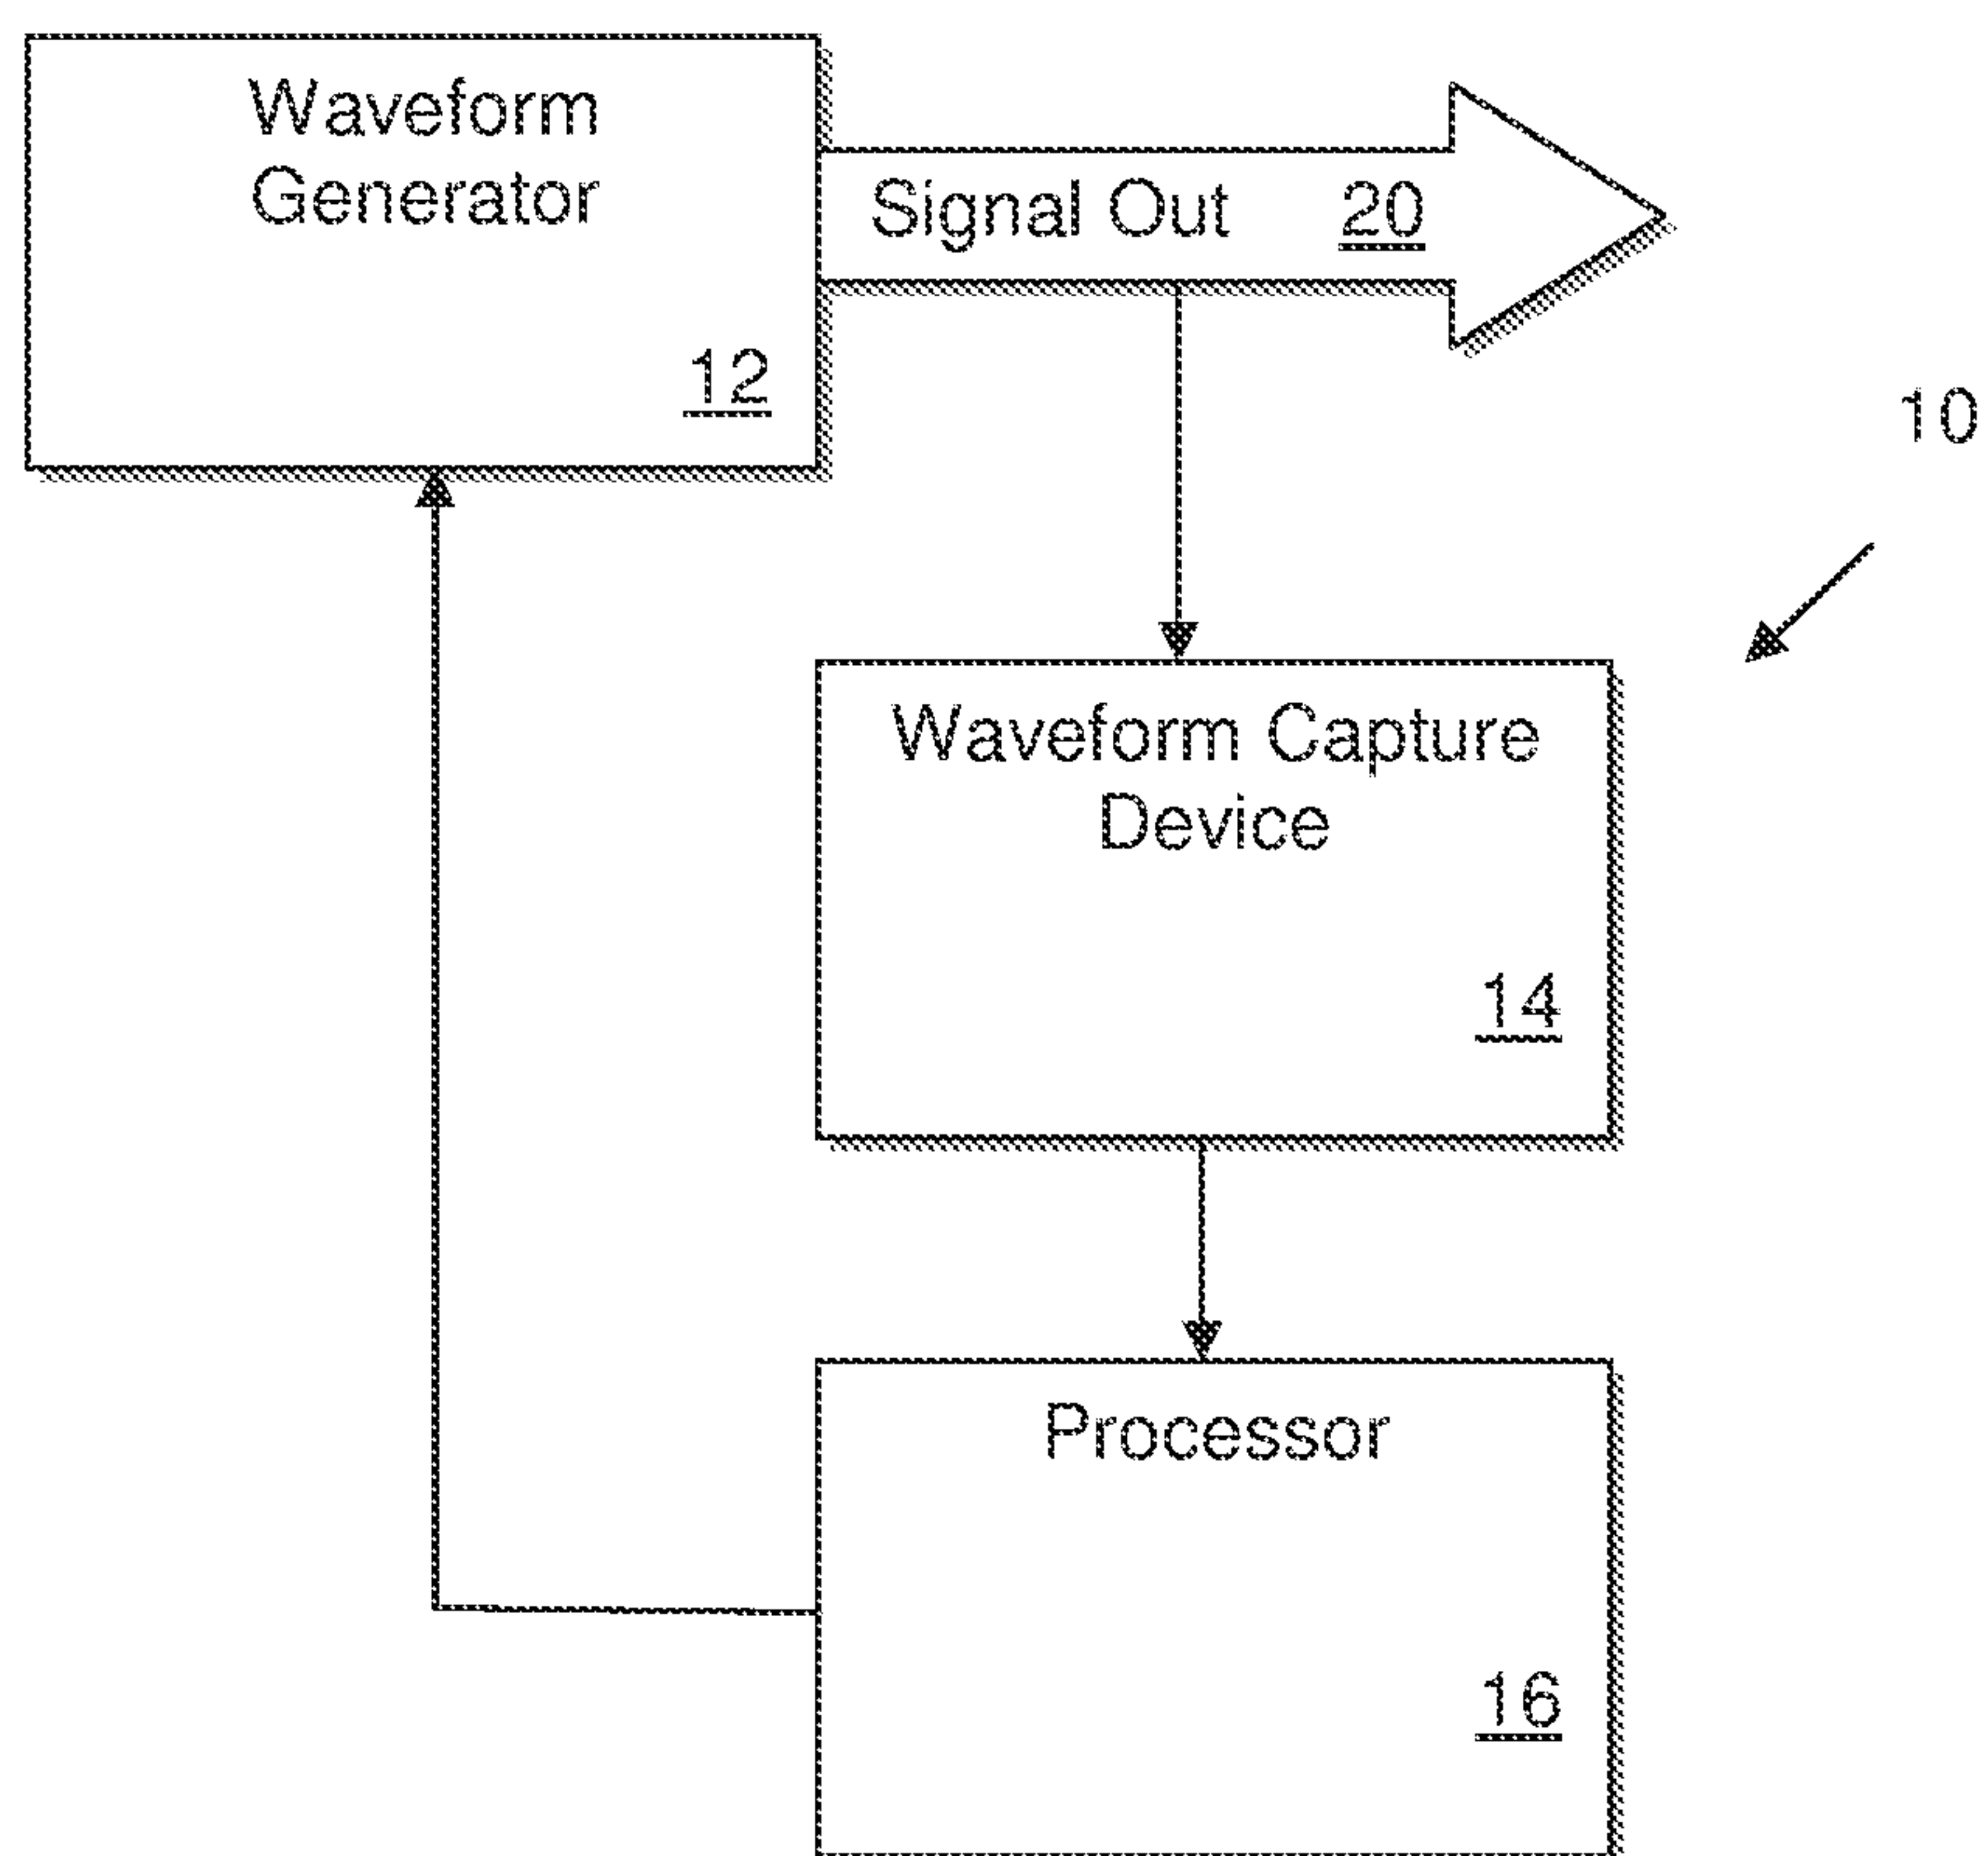 Waveform
Generator
12
Signal Out 20
10
Waveform Capture
Device
14
Processor
16